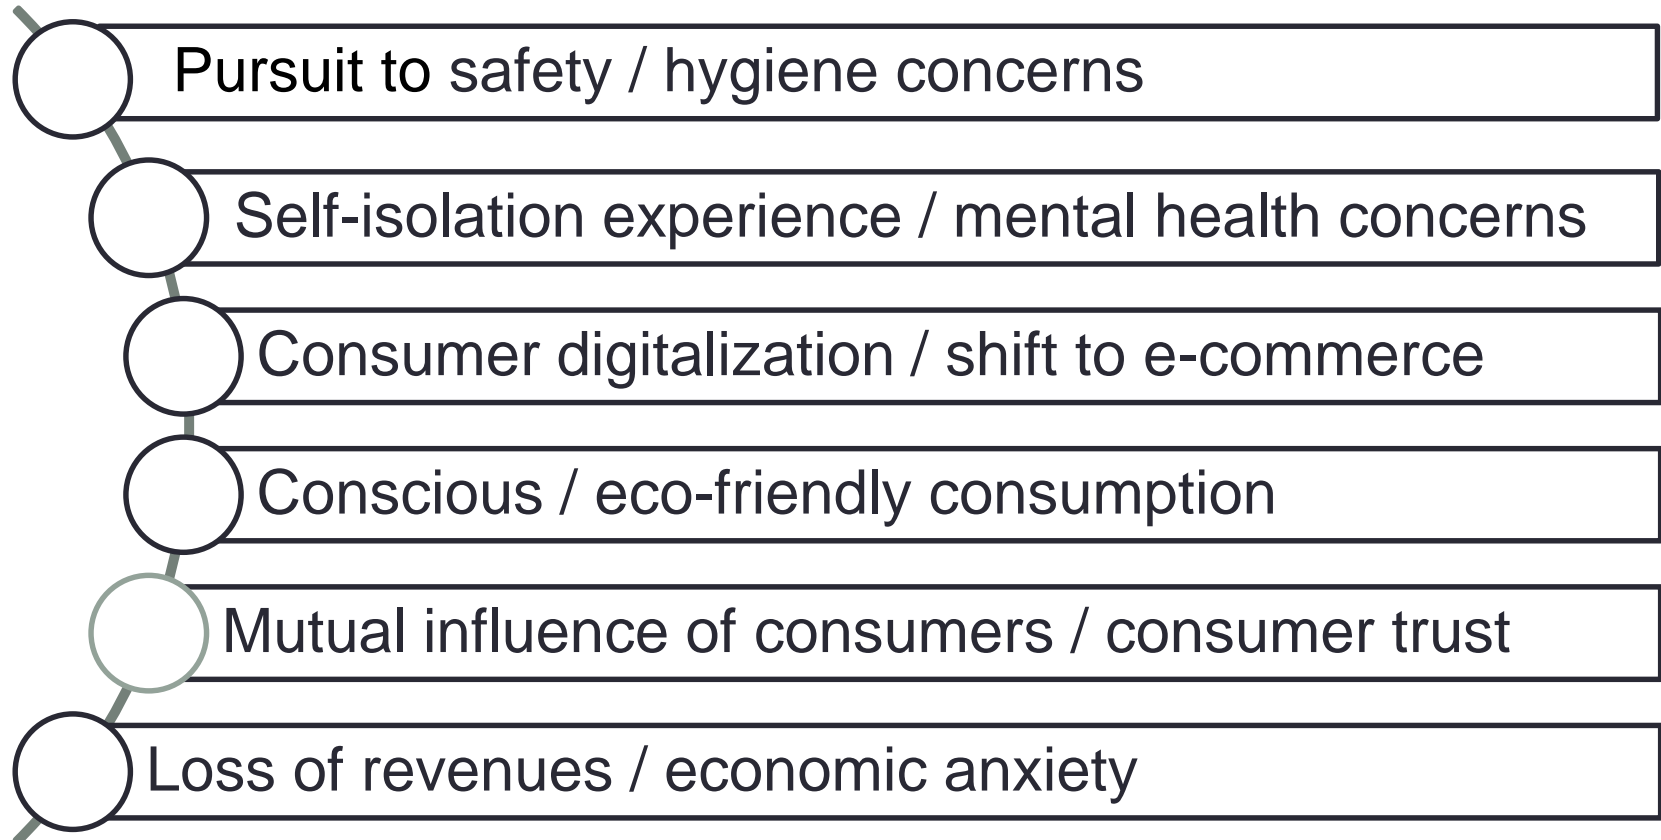 Pursuit to safety / hygiene concerns
Self-isolation experience / mental health concerns
Consumer digitalization / shift to e-commerce
Conscious / eco-friendly consumption
Mutual influence of consumers / consumer trust
Loss of revenues / economic anxiety